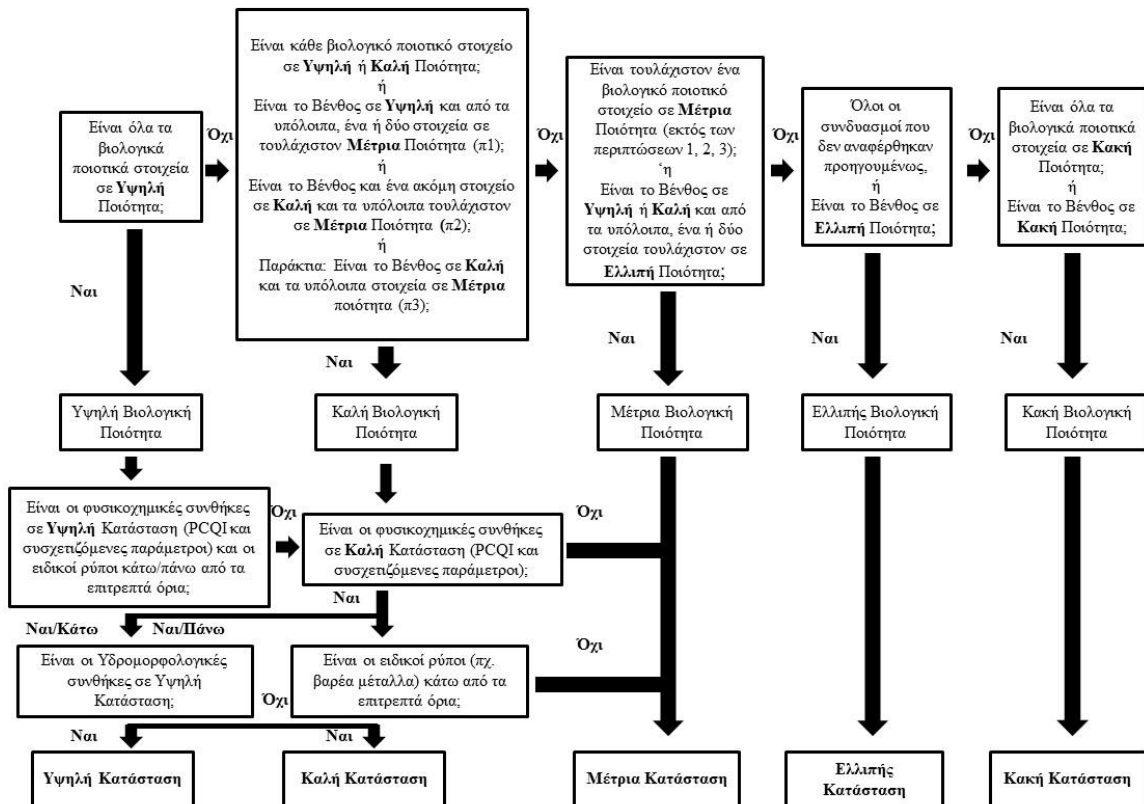 Είναι όλα τα
βιολογικά
ποιοτικά στοιχεία
σε Υψηλή
Ποιότητα;
Όχι
Ναι
Είναι κάθε βιολογικό ποιοτικό στοιχείο
σε Υψηλή ή Καλή Ποιότητα;
ή
Είναι το Βένθος σε Υψηλή και από τα
υπόλοιπα, ένα ή δύο στοιχεία σε
τουλάχιστον Μέτρια Ποιότητα (π1);
ή
Είναι το Βένθος και ένα ακόμη στοιχείο
σε Καλή και τα υπόλοιπα τουλάχιστον
σε Μέτρια Ποιότητα (π2);
ή
Παράκτια: Είναι το Βένθος σε Καλή
και τα υπόλοιπα στοιχεία σε Μέτρια
ποιότητα (π3);
Όχι
Ναι
Είναι τουλάχιστον ένα
βιολογικό ποιοτικό
στοιχείο σε Μέτρια
Ποιότητα (εκτός των
περιπτώσεων 1, 2, 3);
‘η
Είναι το Βένθος σε
Υψηλή ή Καλή και από
τα υπόλοιπα, ένα ή δύο
στοιχεία τουλάχιστον σε
Ελλιπή Ποιότητα;
Όχι
Ναι
Όλοι οι
συνδυασμοί που
δεν αναφέρθηκαν
προηγουμένως,
ή
Είναι το Βένθος σε
Ελλιπή Ποιότητα;
Όχι
Ναι
Είναι όλα τα
βιολογικά ποιοτικά
στοιχεία σε Κακή
Ποιότητα;
ή
Είναι το Βένθος σε
Κακή Ποιότητα;
Ναι
Υψηλή Βιολογική
Ποιότητα
Καλή Βιολογική
Ποιότητα
Μέτρια Βιολογική
Ποιότητα
Ελλιπής Βιολογική
Ποιότητα
Κακή Βιολογική
Ποιότητα
Είναι οι φυσικοχημικές συνθήκες
σε Υψηλή Κατάσταση (PCQI και
συσχετιζόμενες παράμετροι) και οι
ειδικοί ρύποι κάτω/πάνω από τα
επιτρεπτά όρια;
Όχι
Είναι οι φυσικοχημικές συνθήκες
σε Καλή Κατάσταση (PCQI και
συσχετιζόμενες παράμετροι);
Όχι
Ναι
Ναι/Κάτω
Ναι/Πάνω
Είναι οι Υδρομορφολογικές
συνθήκες σε Υψηλή
Κατάσταση;
Όχι
Είναι οι ειδικοί ρύποι (πχ.
βαρέα μέταλλα) κάτω από τα
επιτρεπτά όρια;
Όχι
Ναι
Ναι
Υψηλή Κατάσταση
Καλή Κατάσταση
Μέτρια Κατάσταση
Ελλιπής
Κατάσταση
Κακή Κατάσταση